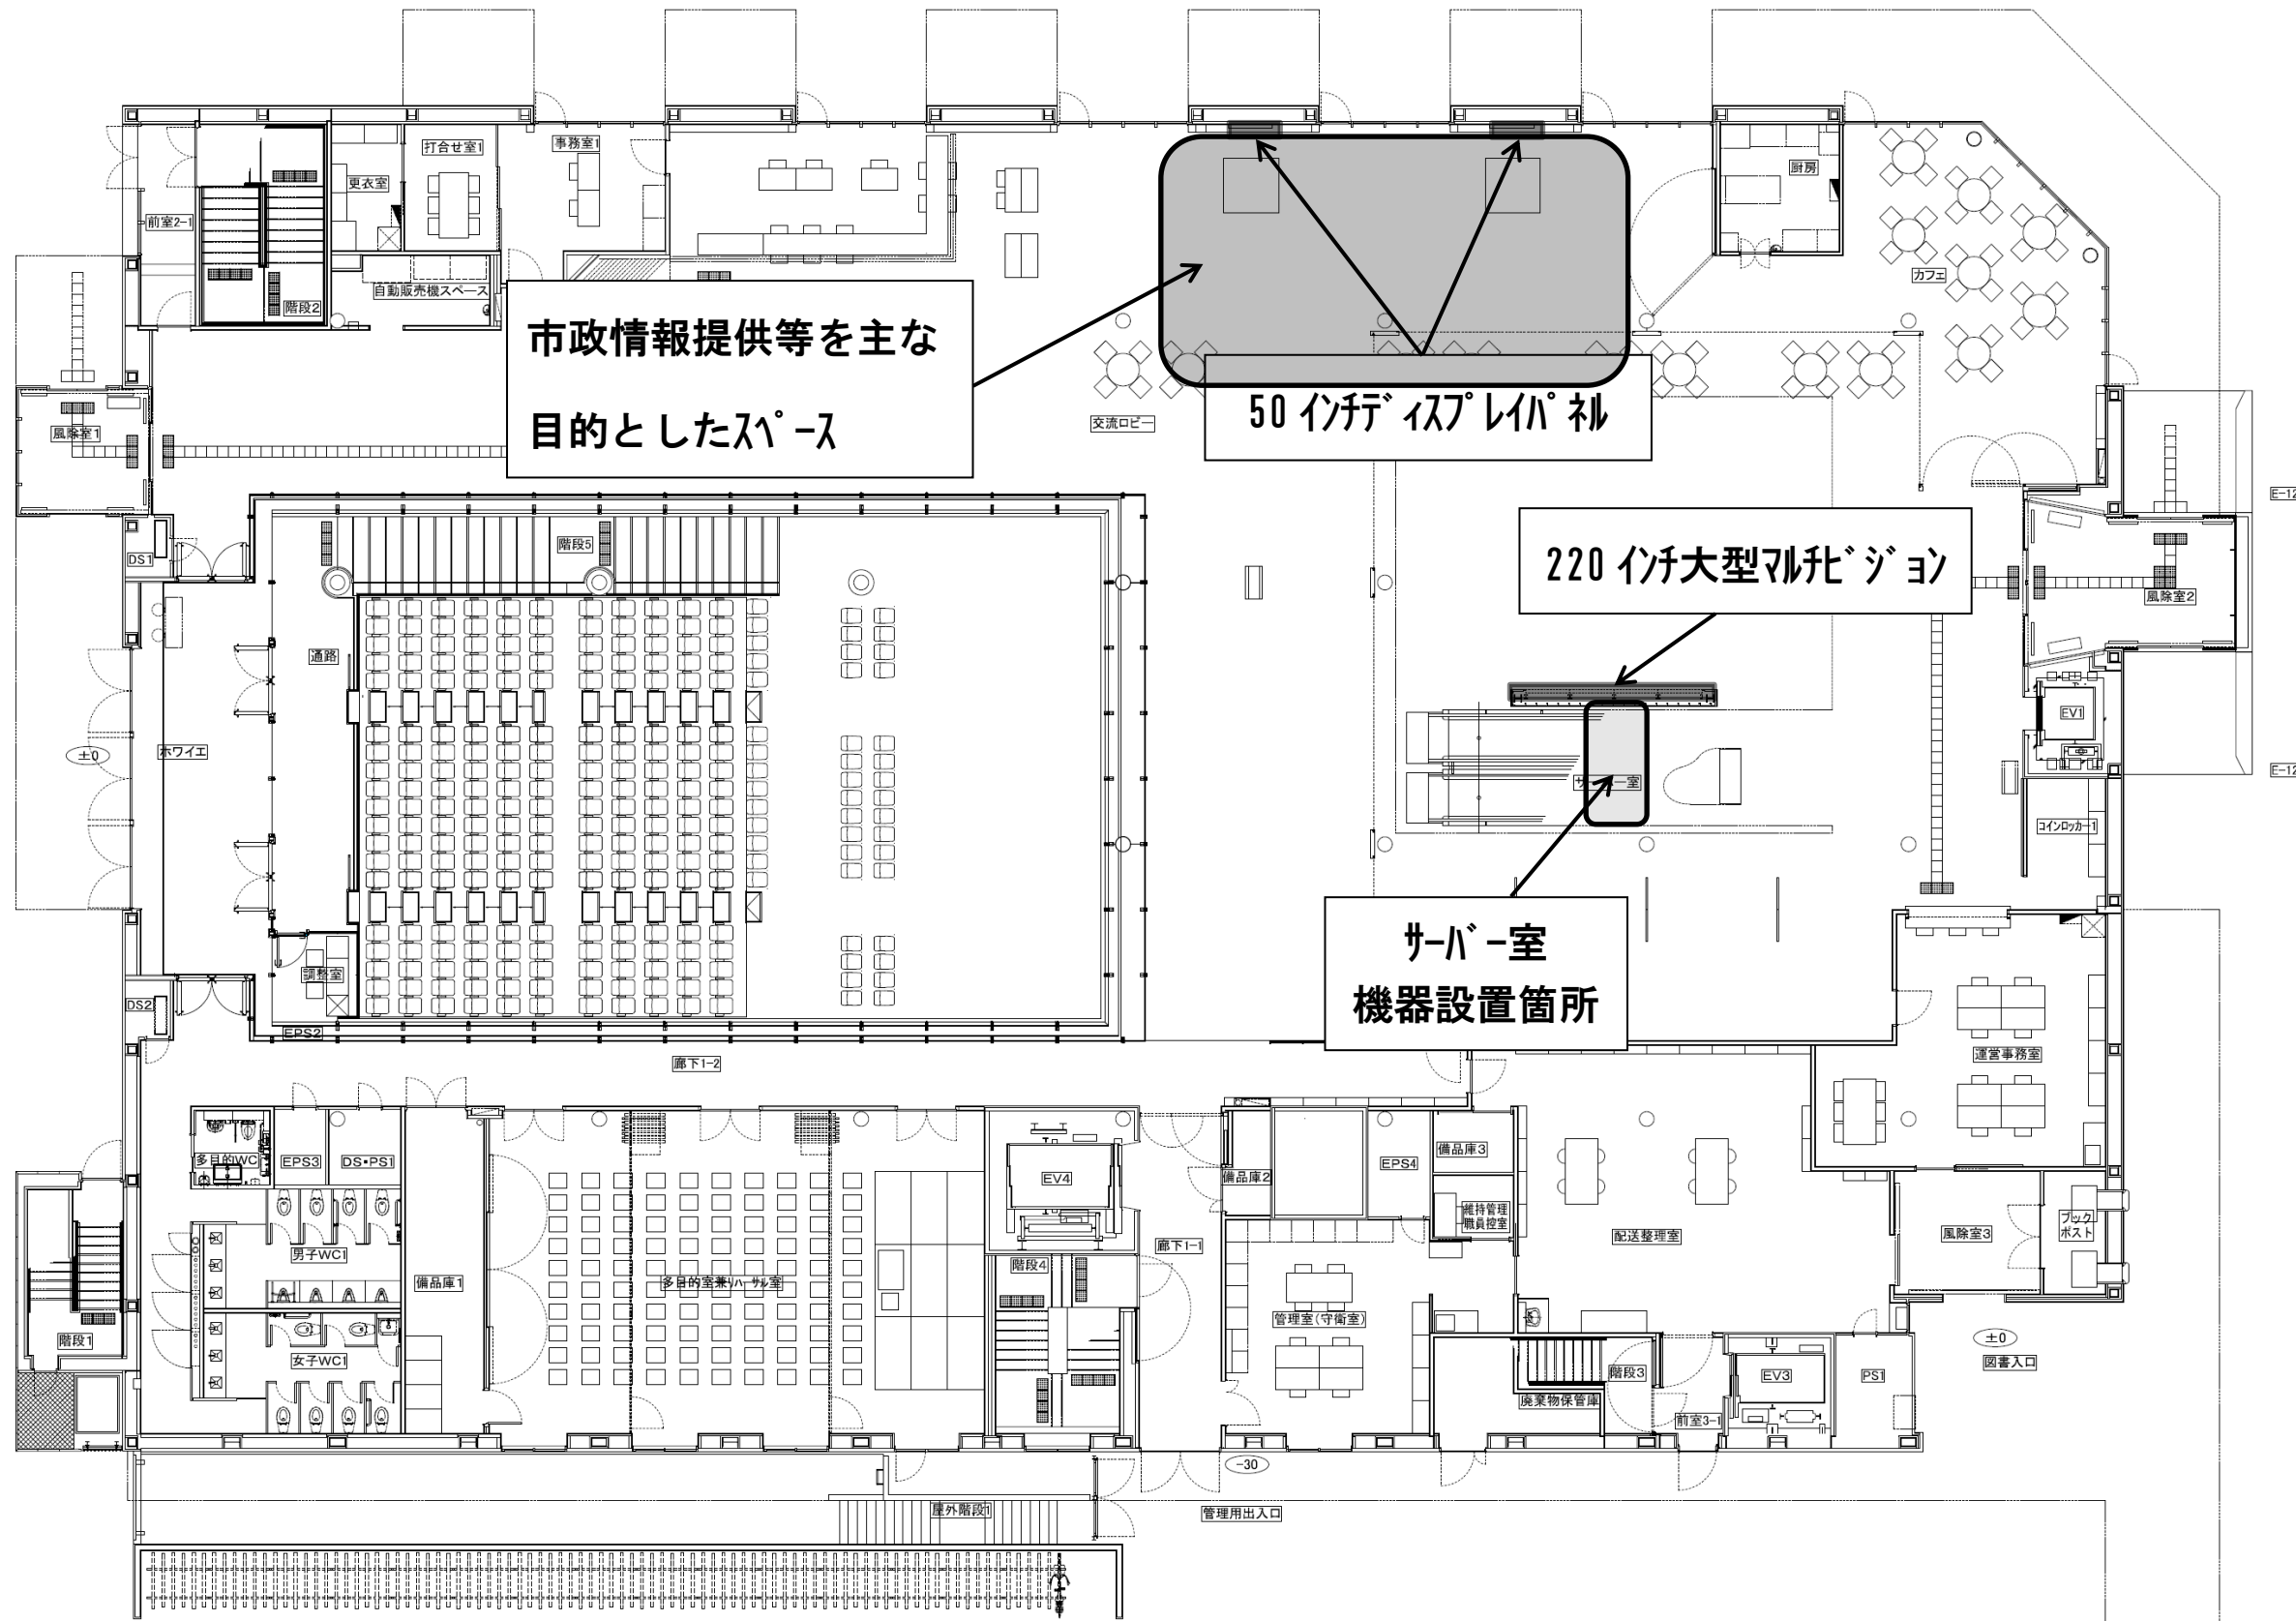 打合せ室1
事務室1
更衣室
厨房
前室2-1
階段2
自動販売機スペース
カフェ
市政情報提供等を主な
目的としたｽﾍﾟｰｽ
50 ｲﾝﾁﾃﾞｨｽﾌﾟﾚｲﾊﾟﾈﾙ
交流ロビー
風除室1
E-12
DS1
階段5
220 ｲﾝﾁ大型ﾏﾙﾁﾋﾞｼﾞｮﾝ
風除室2
通路
EV1
±0
ホワイエ
E-12
コインロッカー1
ｻｰﾊﾞｰ室
機器設置箇所
調整室
DS2
EPS2
廊下1-2
運営事務室
多目的WC
EPS3
DS・PS1
EV4
備品庫2
EPS4
備品庫3
維持管理
職員控室
配送整理室
風除室3
ブック
ポスト
廊下1-1
男子WC1
備品庫1
多目的室兼ﾘﾊｰｻﾙ室
階段4
管理室(守衛室)
階段1
女子WC1
階段3
廃棄物保管庫
前室3-1
EV3
PS1
±0
図書入口
-30
屋外階段1
管理用出入口